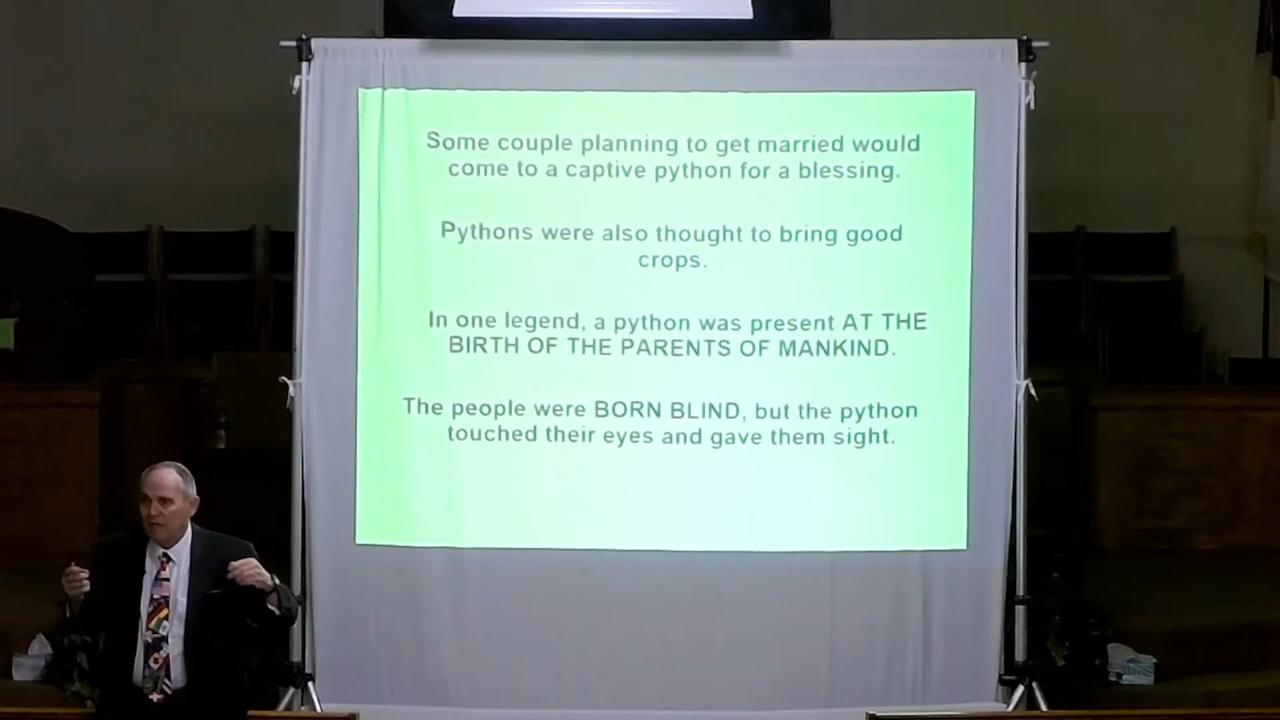 Some couple planning to get married would
come to a captive python for a blessing.
Pythons were also thought to bring good
crops.
In one legend, a python was present AT THE
BIRTH OF THE PARENTS OF MANKIND.
The people were BORN BLIND, but the python
touched their eyes and gave them sight.